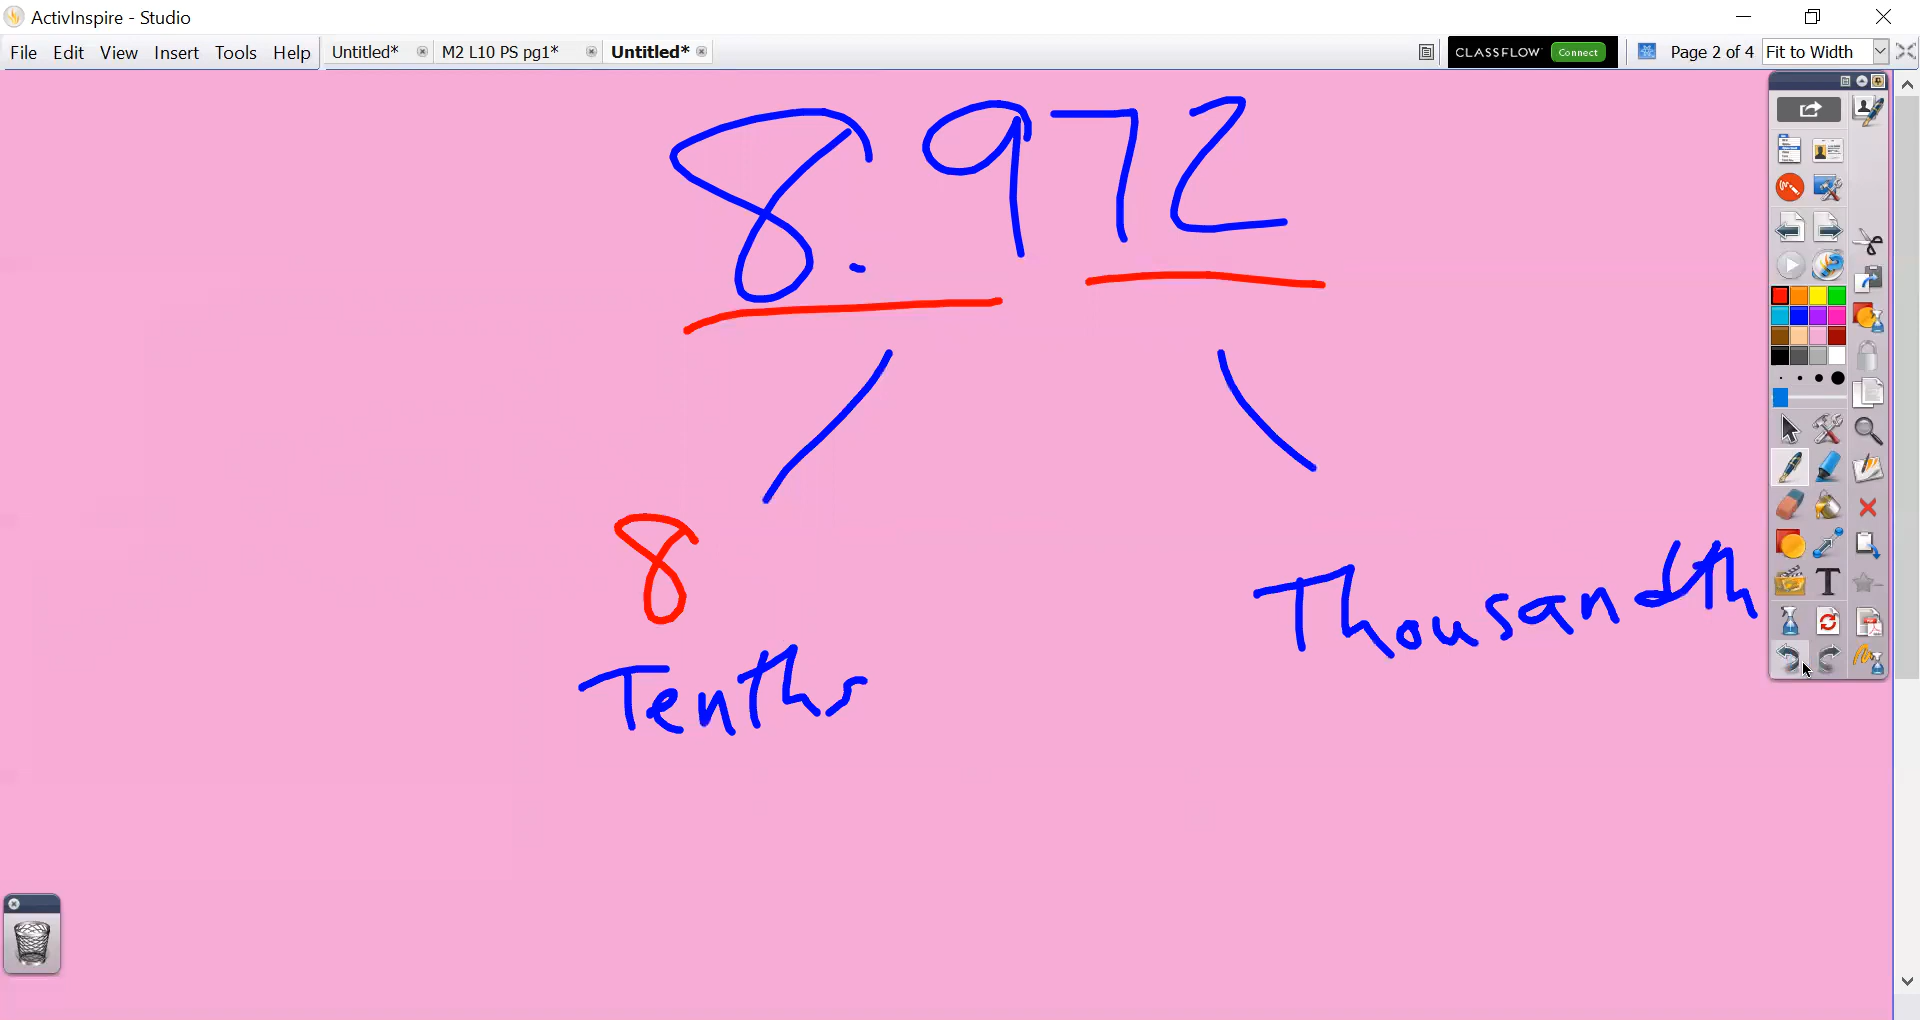 ActivInspire - Studio
File Edit View Insert Tools Help Untitled* M2 L10 PS pg1* Untitled* CLASSFLOW Connect Page 2 of 4 Fit to Width
8.972
8
Thousandth
Tenths